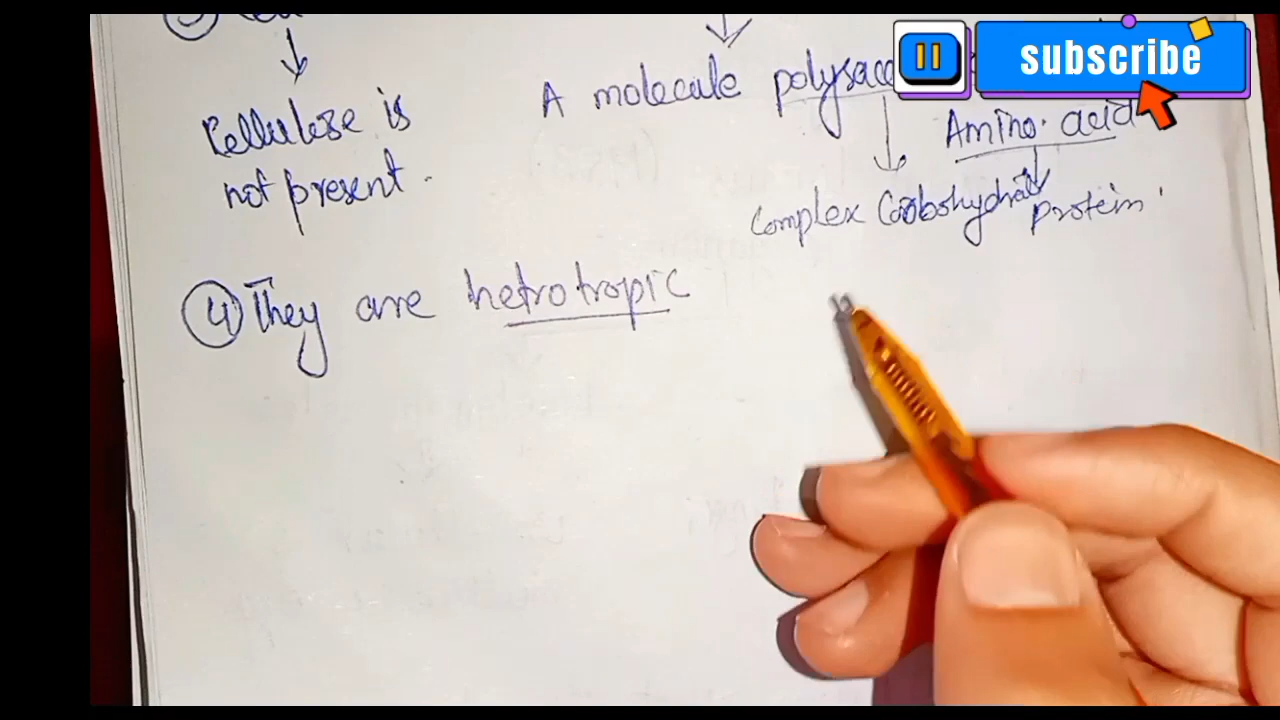 subscribe
A molecule polysacc
Amino acid
Cellulose is
not present.
Complex Carbohydrate
protein
④ They are hetrotropic